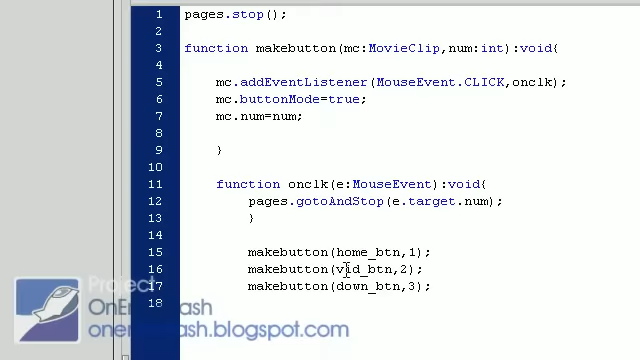 1 pages.stop();
2
3 function makebutton(mc:MovieClip,num:int):void{
4
5 mc.addEventListener(MouseEvent.CLICK,onclk);
6 mc.buttonMode=true;
7 mc.num=num;
8
9 }
10
11 function onclk(e:MouseEvent):void{
12 pages.gotoAndStop(e.target.num);
13 }
14
15 makebutton(home_btn,1);
16 makebutton(vid_btn,2);
17 makebutton(down_btn,3);
18
Project
onemi.blogspot.com